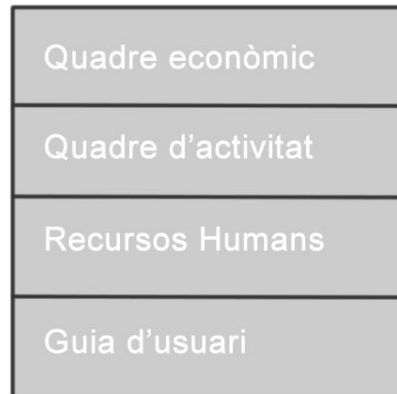 Quadre econòmic
Quadre d’activitat
Recursos Humans
Guia d’usuari